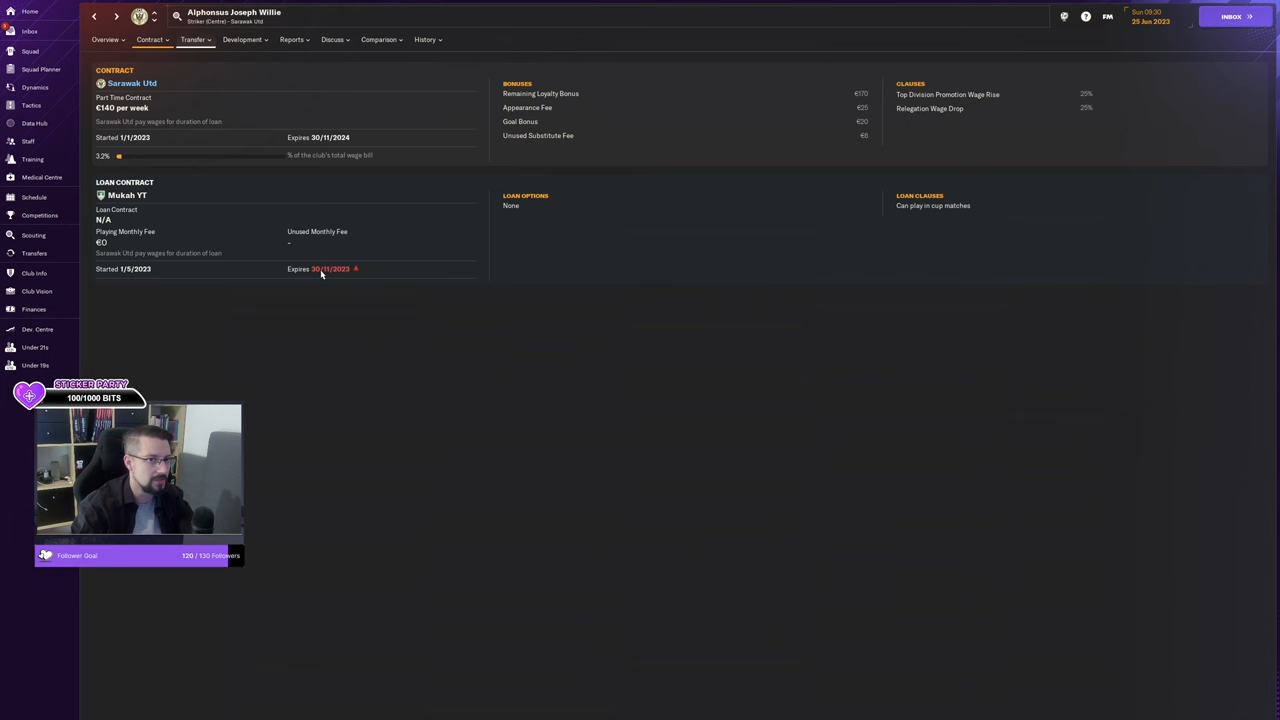 Home
Alphonsus Joseph Willie
Striker (Centre) - Sarawak Utd
FM
Sun 09:30
25 Jun 2023
INBOX
Inbox
Overview
Contract
Transfer
Development
Reports
Discuss
Comparison
History
Squad
Squad Planner
Dynamics
Tactics
Data Hub
Staff
Training
Medical Centre
Schedule
Competitions
Scouting
Transfers
Club Info
Club Vision
Finances
Dev. Centre
Under 21s
Under 19s
CONTRACT
Sarawak Utd
Part Time Contract
€140 per week
Sarawak Utd pay wages for duration of loan
Started 1/1/2023
Expires 30/11/2024
3.2%
% of the club's total wage bill
BONUSES
Remaining Loyalty Bonus €170
Appearance Fee €25
Goal Bonus €20
Unused Substitute Fee €6
CLAUSES
Top Division Promotion Wage Rise 25%
Relegation Wage Drop 25%
LOAN CONTRACT
Mukah YT
Loan Contract
N/A
Playing Monthly Fee
€0
Unused Monthly Fee
-
Sarawak Utd pay wages for duration of loan
Started 1/5/2023
Expires 30/11/2023
LOAN OPTIONS
None
LOAN CLAUSES
Can play in cup matches
STICKER PARTY
100/1000 BITS
Follower Goal
120 / 130 Followers